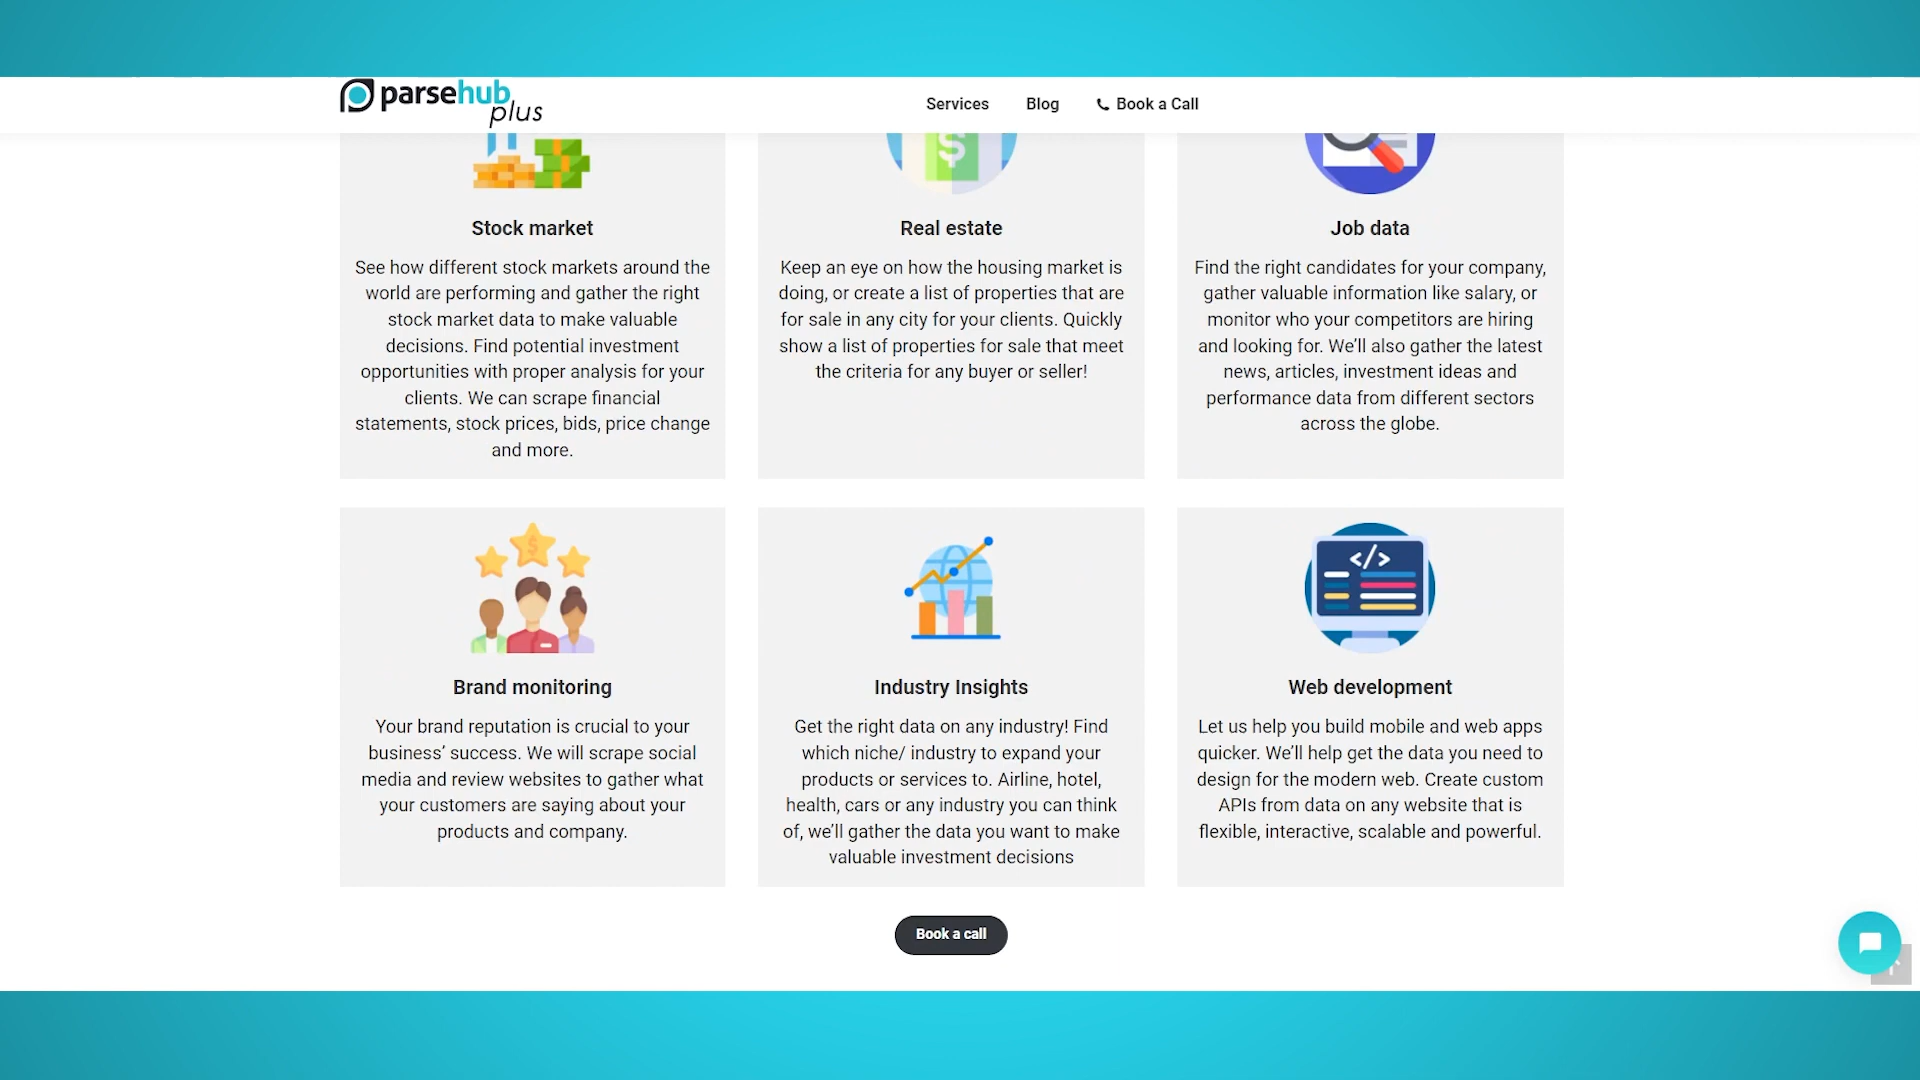 parsehub
plus
Services
Blog
Book a Call
$
Stock market
See how different stock markets around the
world are performing and gather the right
stock market data to make valuable
decisions. Find potential investment
opportunities with proper analysis for your
clients. We can scrape financial
statements, stock prices, bids, price change
and more.
Real estate
Keep an eye on how the housing market is
doing, or create a list of properties that are
for sale in any city for your clients. Quickly
show a list of properties for sale that meet
the criteria for any buyer or seller!
Job data
Find the right candidates for your company,
gather valuable information like salary, or
monitor who your competitors are hiring
and looking for. We’ll also gather the latest
news, articles, investment ideas and
performance data from different sectors
across the globe.
$
Brand monitoring
Your brand reputation is crucial to your
business’ success. We will scrape social
media and review websites to gather what
your customers are saying about your
products and company.
Industry Insights
Get the right data on any industry! Find
which niche/ industry to expand your
products or services to. Airline, hotel,
health, cars or any industry you can think
of, we’ll gather the data you want to make
valuable investment decisions
</>
Web development
Let us help you build mobile and web apps
quicker. We’ll help get the data you need to
design for the modern web. Create custom
APIs from data on any website that is
flexible, interactive, scalable and powerful.
Book a call